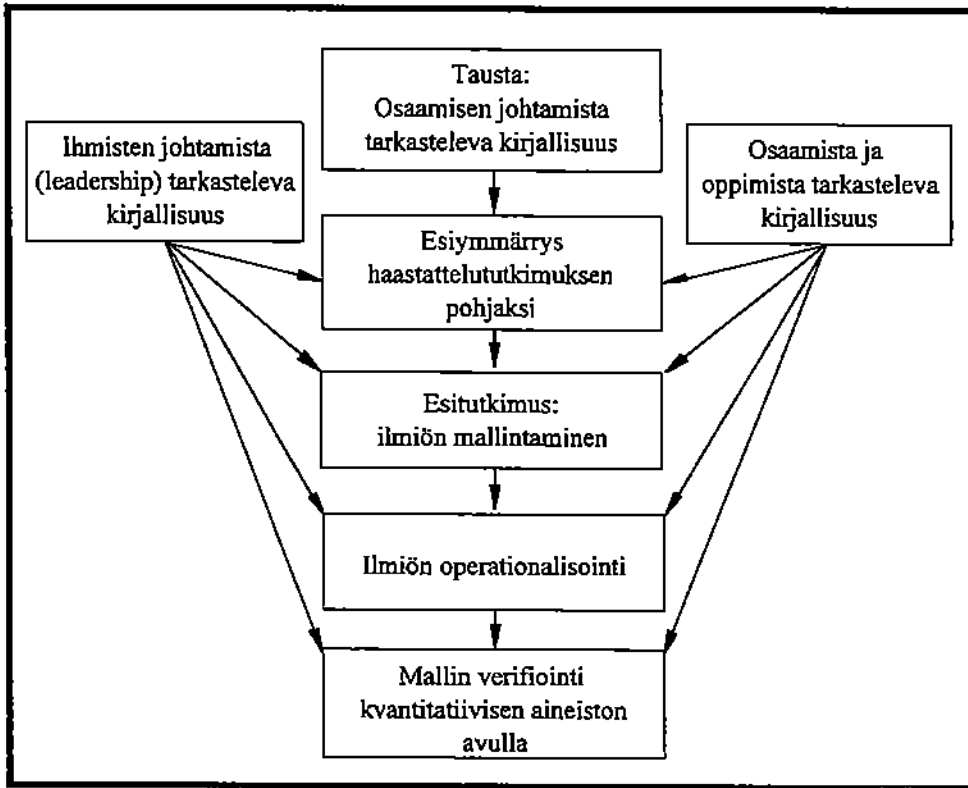 Tausta:
Osaamisen johtamista
tarkasteleva kirjallisuus
Ihmisten johtamista
(leadership) tarkasteleva
kirjallisuus
Osaamista ja
oppimista tarkasteleva
kirjallisuus
Esiymmärrys
haastattelututkimuksen
pohjaksi
Esitutkimus:
ilmiön mallintaminen
Ilmiön operationalisointi
Mallin verifiointi
kvantitatiivisen aineiston
avulla